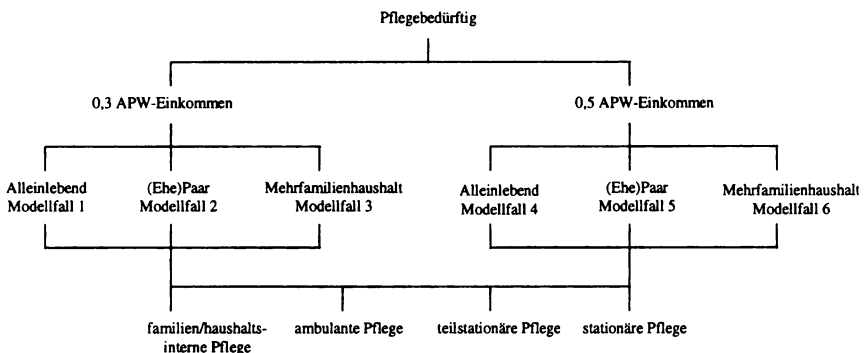 Pflegebedürftig
0,3 APW-Einkommen
0,5 APW-Einkommen
Alleinlebend
Modellfall 1
(Ehe)Paar
Modellfall 2
Mehrfamilienhaushalt
Modellfall 3
Alleinlebend
Modellfall 4
(Ehe)Paar
Modellfall 5
Mehrfamilienhaushalt
Modellfall 6
familien/haushalts-
interne Pflege
ambulante Pflege
teilstationäre Pflege
stationäre Pflege